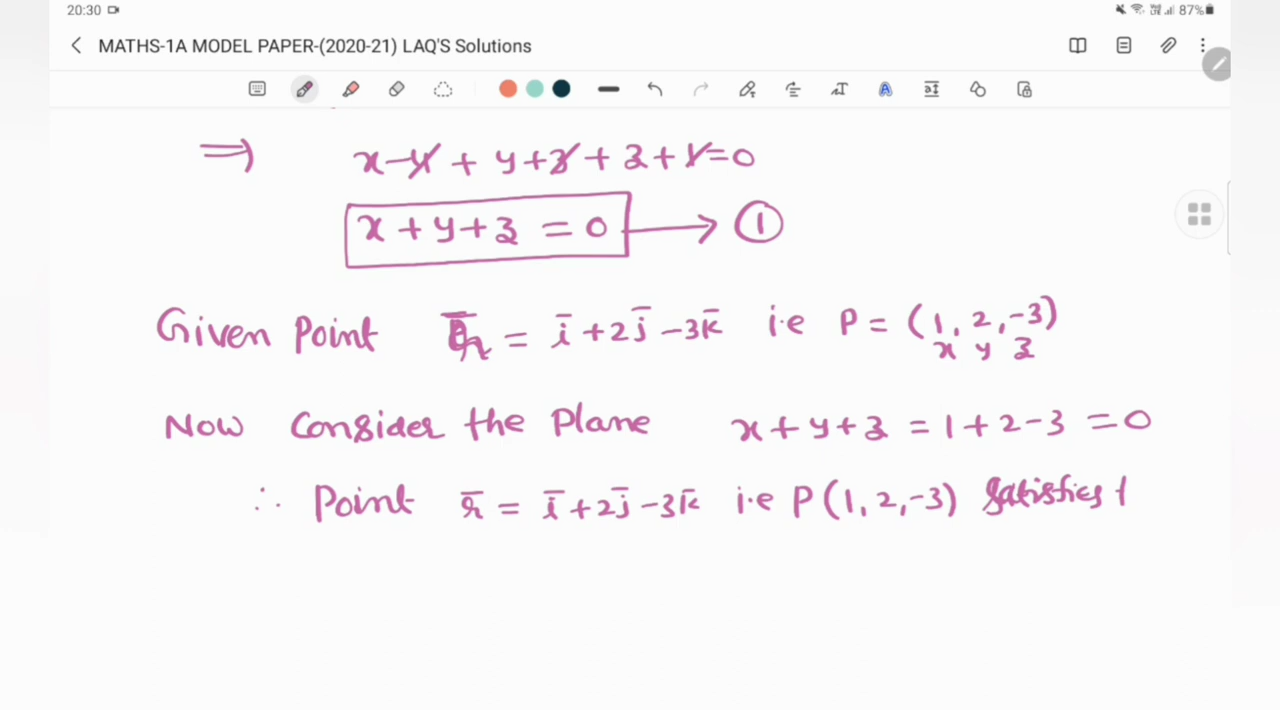 20:30 87%
MATHS-1A MODEL PAPER-(2020-21) LAQ'S Solutions
⇒ x-y + y+z + z+1=0
x+y+z = 0 → ①
Given Point r̄ = ī+2j̄-3k̄ i.e P = (1, 2, -3)
x y z
Now Consider the Plane x+y+z = 1+2-3 = 0
∴ Point r̄ = ī+2j̄-3k̄ i.e P(1, 2, -3) Satisfies t